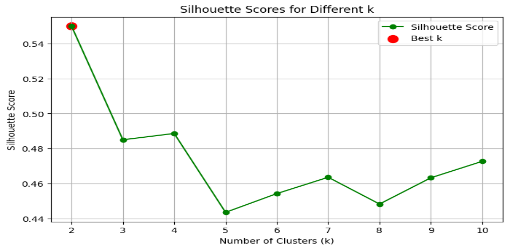 Silhouette Scores for Different k
Silhouette Score
Best k
0.54
0.52
0.50
0.48
0.46
0.44
Silhouette Score
2 3 4 5 6 7 8 9 10
Number of Clusters (k)